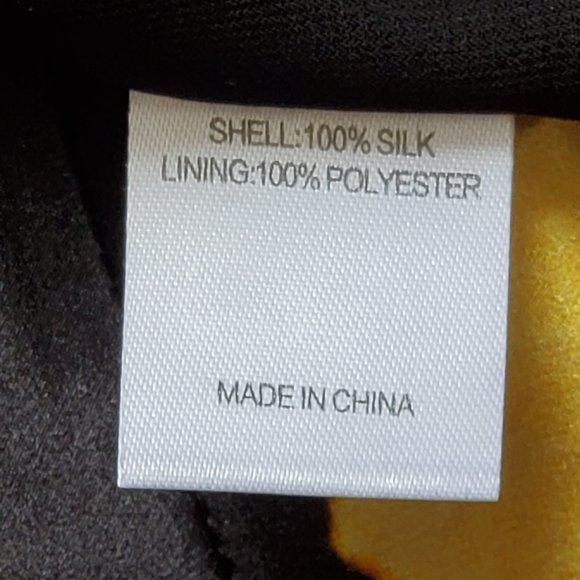 SHELL:100% SILK
LINING:100% POLYESTER
MADE IN CHINA